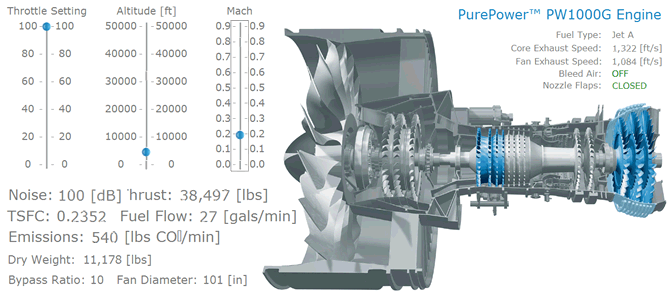 Throttle Setting Altitude [ft] Mach
100 100 50000 50000 0.9 0.9
0.8 0.8
80 80 40000 40000 0.7 0.7
0.6 0.6
60 60 30000 30000 0.5 0.5
40 40 20000 20000 0.4 0.4
0.3 0.3
20 20 10000 10000 0.2 0.2
0.1 0.1
0 0 0 0 0.0 0.0
PurePower™ PW1000G Engine
Fuel Type: Jet A
Core Exhaust Speed: 1,322 [ft/s]
Fan Exhaust Speed: 1,084 [ft/s]
Bleed Air: OFF
Nozzle Flaps: CLOSED
Noise: 100 [dB] hrust: 38,497 [lbs]
TSFC: 0.2352 Fuel Flow: 27 [gals/min]
Emissions: 540 [lbs CO/min]
Dry Weight: 11,178 [lbs]
Bypass Ratio: 10 Fan Diameter: 101 [in]